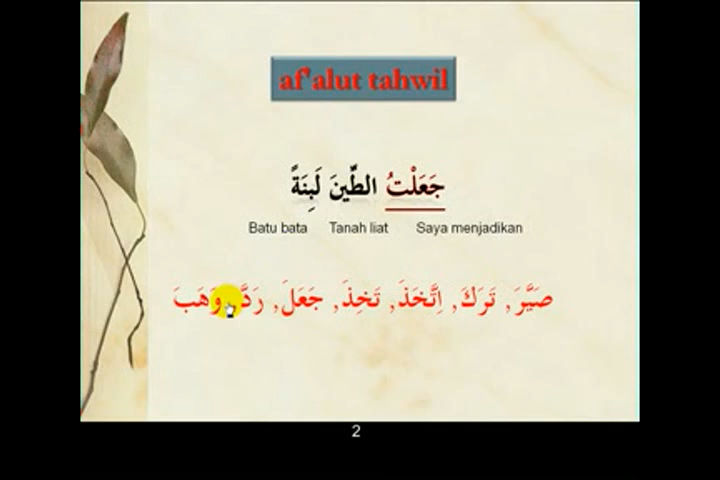 af'alut tahwil
جَعَلْتُ الطِّينَ لَبِنَةً
Batu bata Tanah liat Saya menjadikan
صَيَّرَ, تَرَكَ, اِتَّخَذَ, تَخِذَ, جَعَلَ, رَدَّ, وَهَبَ
2